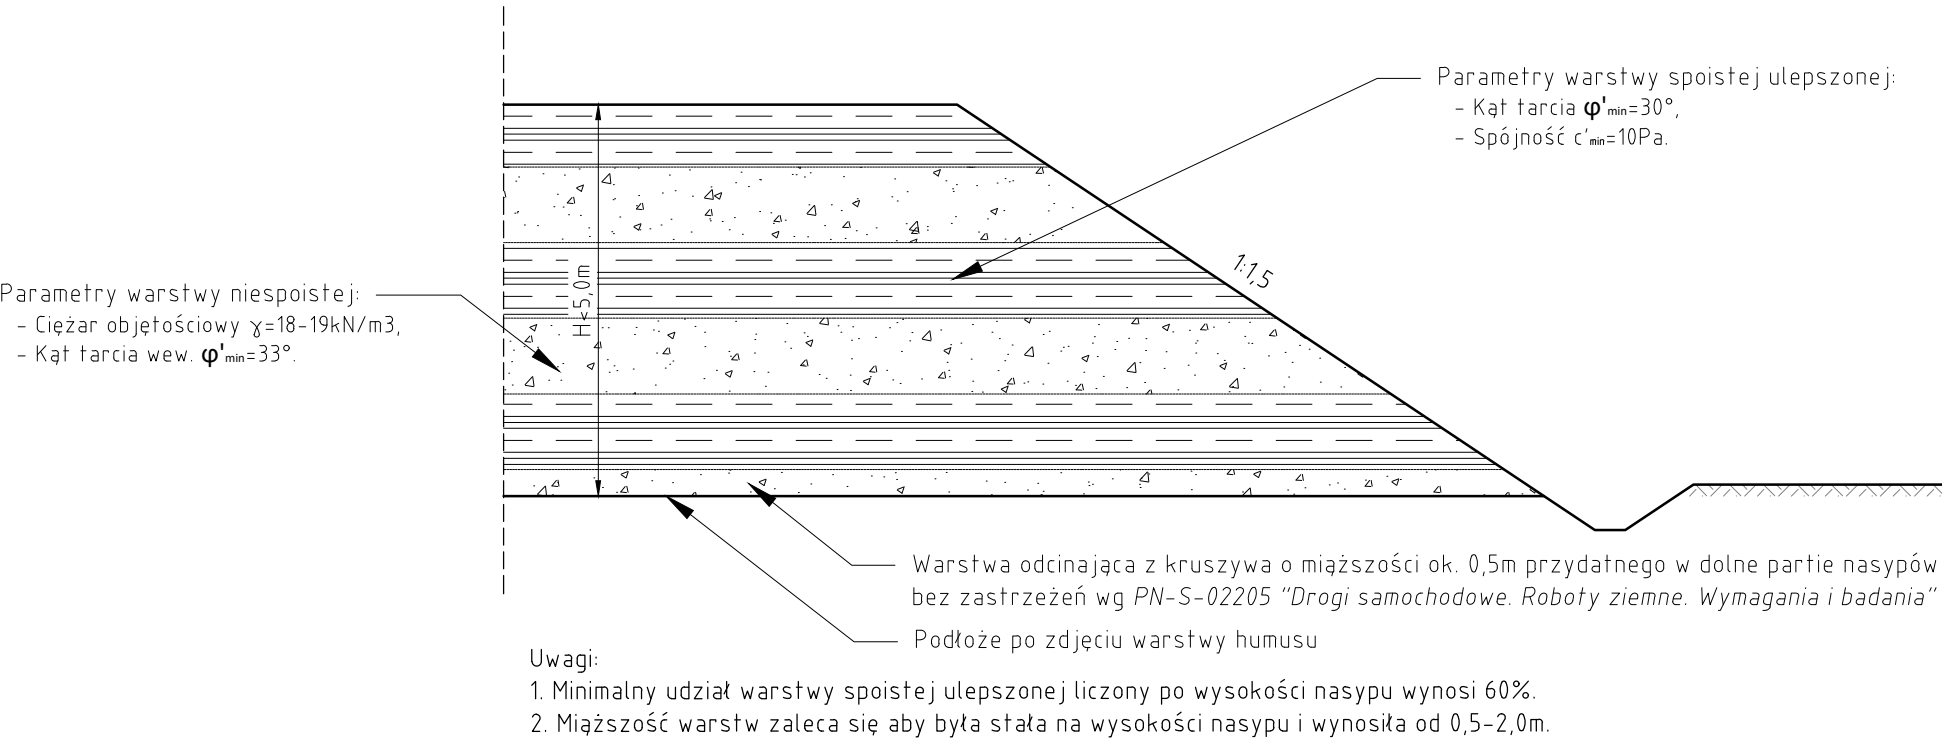 Parametry warstwy spoistej ulepszonej:
- Kąt tarcia φ'min=30°,
- Spójność c'min=10Pa.
1:1,5
H<5,0m
Parametry warstwy niespoistej:
- Ciężar objętościowy γ=18-19kN/m3,
- Kąt tarcia wew. φ'min=33°.
Warstwa odcinająca z kruszywa o miąższości ok. 0,5m przydatnego w dolne partie nasypów
bez zastrzeżeń wg PN-S-02205 "Drogi samochodowe. Roboty ziemne. Wymagania i badania"
Podłoże po zdjęciu warstwy humusu
Uwagi:
1. Minimalny udział warstwy spoistej ulepszonej liczony po wysokości nasypu wynosi 60%.
2. Miąższość warstw zaleca się aby była stała na wysokości nasypu i wynosiła od 0,5-2,0m.